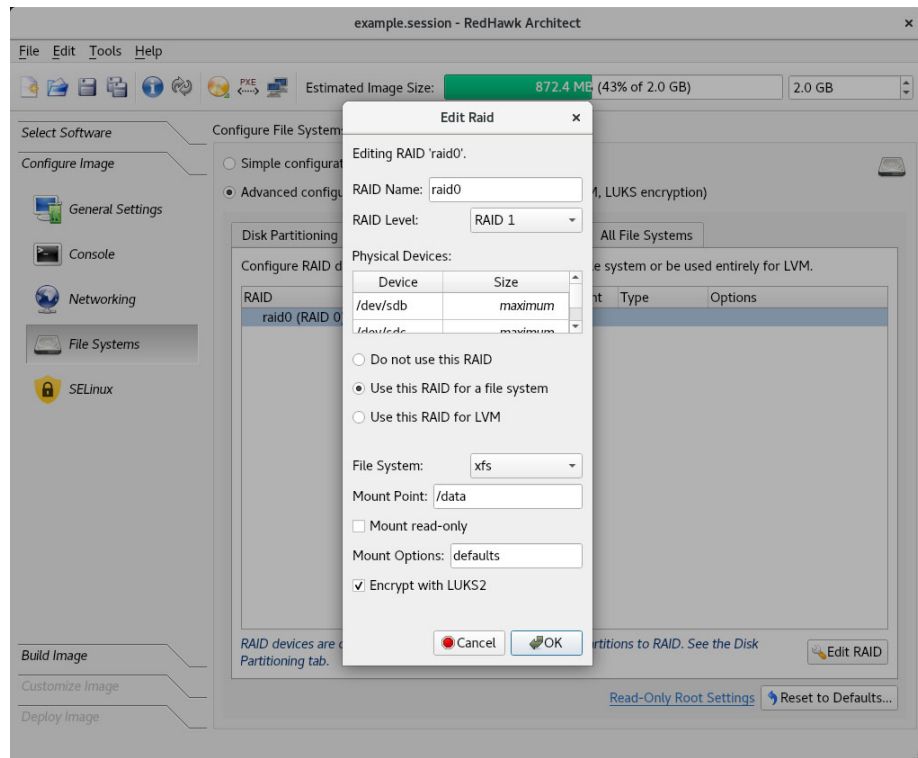 example.session - RedHawk Architect
File Edit Tools Help
PXE
Estimated Image Size: 872.4 MB (43% of 2.0 GB) 2.0 GB
Select Software
Configure Image
General Settings
Console
Networking
File Systems
SELinux
Build Image
Customize Image
Deploy Image
Configure File System
Simple configurat
Advanced configu , LUKS encryption)
Disk Partitioning All File Systems
Configure RAID d e system or be used entirely for LVM.
RAID nt Type Options
raid0 (RAID 0
RAID devices are rtitions to RAID. See the Disk
Partitioning tab.
Edit RAID
Read-Only Root Settings Reset to Defaults...
Edit Raid
Editing RAID 'raid0'.
RAID Name: raid0
RAID Level: RAID 1
Physical Devices:
Device Size
/dev/sdb maximum
/dev/sdc maximum
Do not use this RAID
Use this RAID for a file system
Use this RAID for LVM
File System: xfs
Mount Point: /data
Mount read-only
Mount Options: defaults
Encrypt with LUKS2
Cancel OK